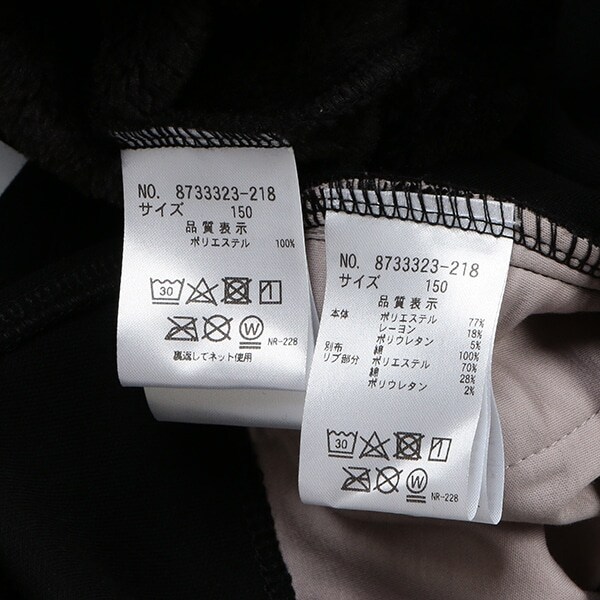 NO. 8733323-218
サイズ 150
品質表示
ポリエステル 100%
30
W
NR-228
裏返してネット使用
NO. 8733323-218
サイズ 150
品質表示
本体 ポリエステル 77%
レーヨン 18%
ポリウレタン 5%
別布 綿 100%
リブ部分 ポリエステル 70%
綿 28%
ポリウレタン 2%
30
W
NR-228